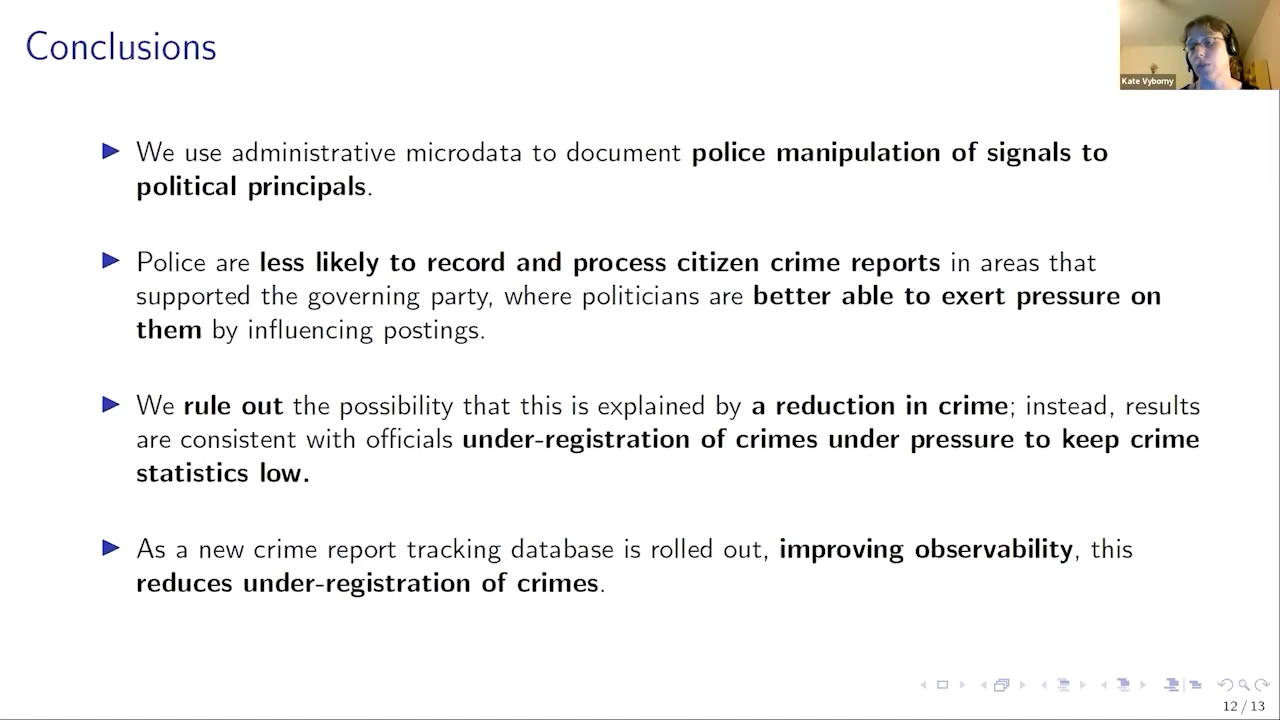 Conclusions
Kate Vyborny
We use administrative microdata to document police manipulation of signals to
political principals.
Police are less likely to record and process citizen crime reports in areas that
supported the governing party, where politicians are better able to exert pressure on
them by influencing postings.
We rule out the possibility that this is explained by a reduction in crime; instead, results
are consistent with officials under-registration of crimes under pressure to keep crime
statistics low.
As a new crime report tracking database is rolled out, improving observability, this
reduces under-registration of crimes.
12 / 13